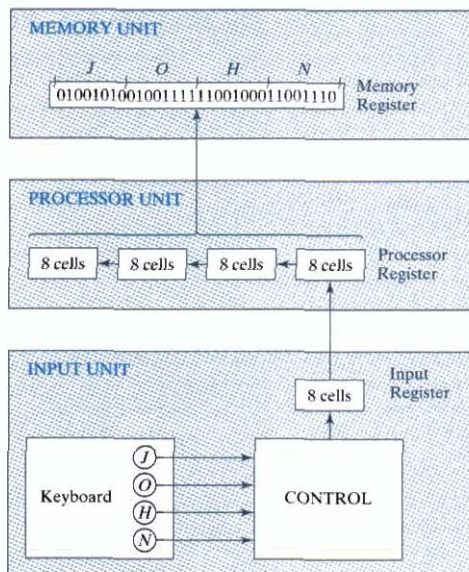 MEMORY UNIT
J O H N
01001010010011111100100011001110
Memory
Register
PROCESSOR UNIT
8 cells 8 cells 8 cells 8 cells
Processor
Register
INPUT UNIT
Input
Register
8 cells
Keyboard
J
O
H
N
CONTROL